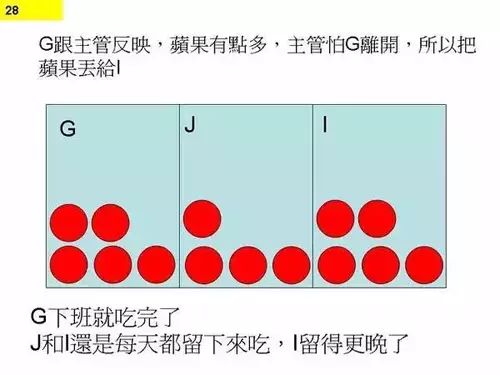 28
G跟主管反映，蘋果有點多，主管怕G離開，所以把
蘋果丟給I
G
J
I
G下班就吃完了
J和I還是每天都留下來吃，I留得更晚了